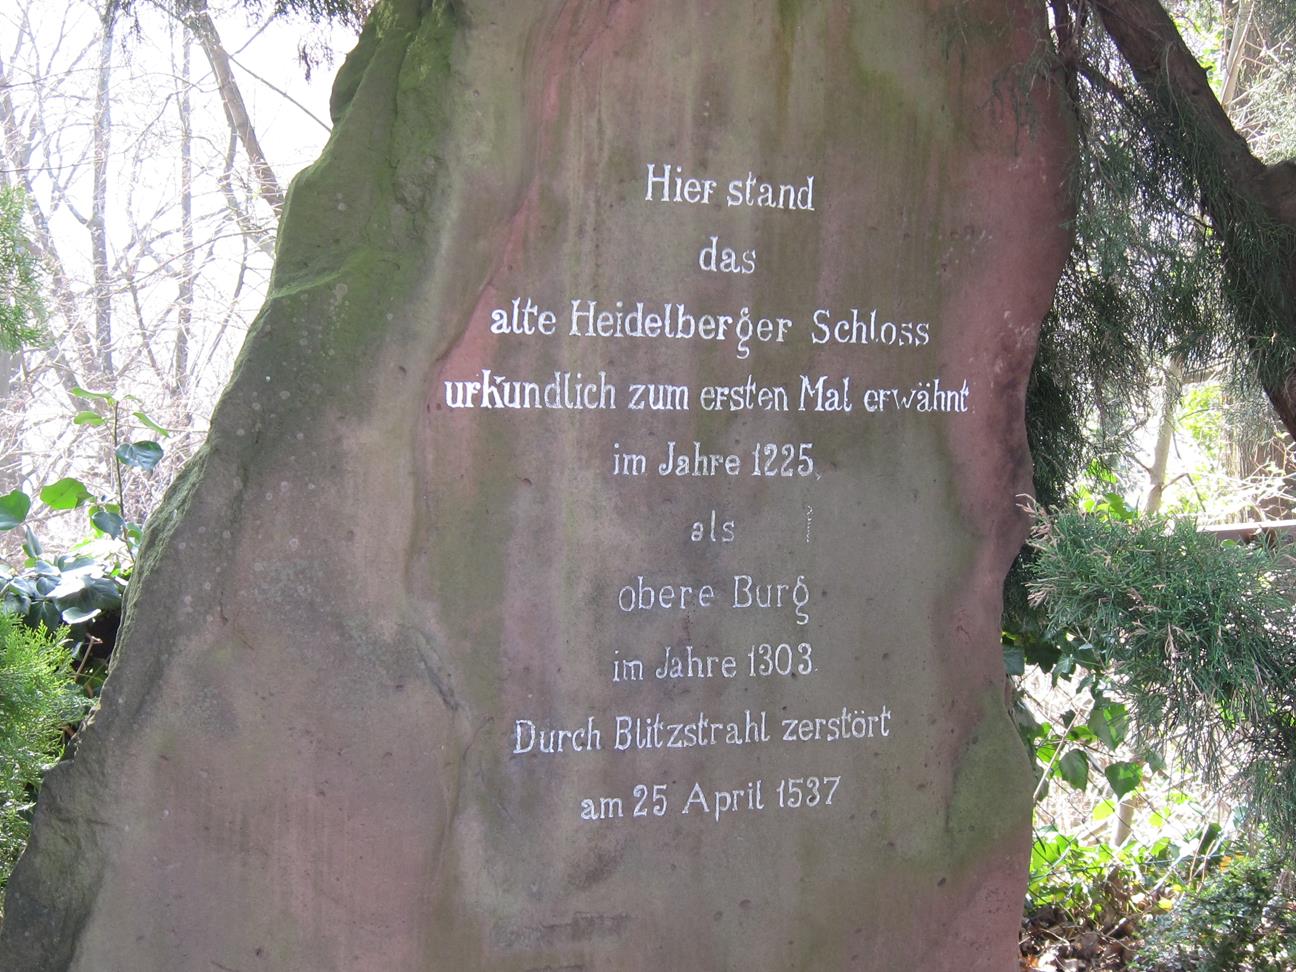 Hier stand
das
alte Heidelberger Schloss
urkundlich zum ersten Mal erwähnt
im Jahre 1225,
als
obere Burg
im Jahre 1303.
Durch Blitzstrahl zerstört
am 25 April 1537